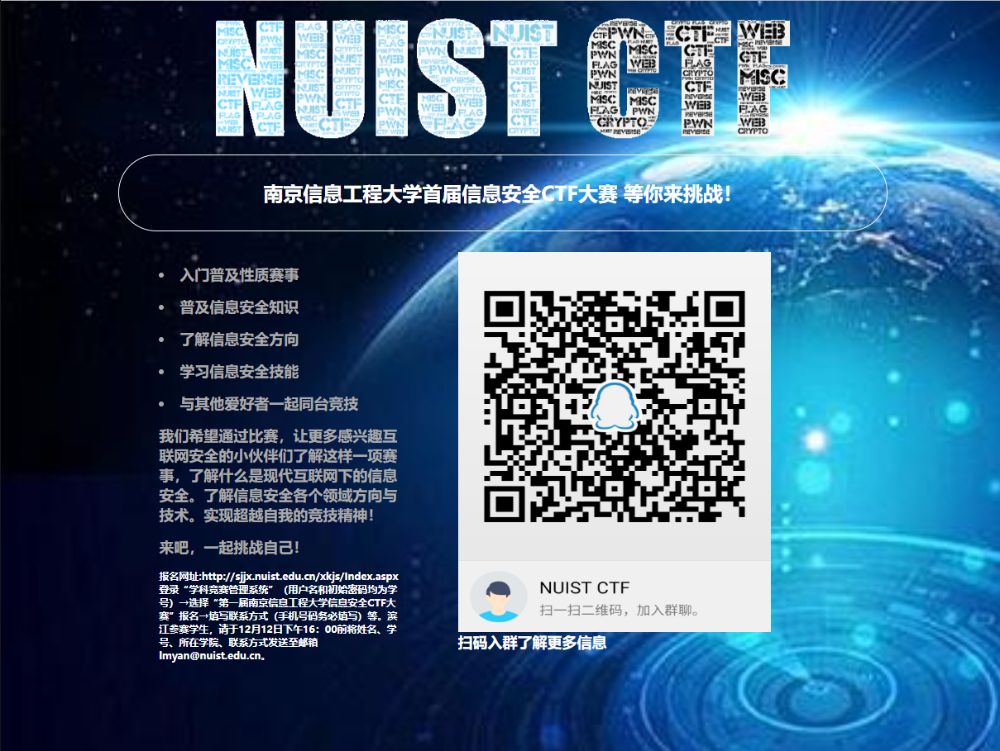 NUIST CTF
南京信息工程大学首届信息安全CTF大赛 等你来挑战！
• 入门普及性质赛事
• 普及信息安全知识
• 了解信息安全方向
• 学习信息安全技能
• 与其他爱好者一起同台竞技
我们希望通过比赛，让更多感兴趣互
联网安全的小伙伴们了解这样一项赛
事，了解什么是现代互联网下的信息
安全。了解信息安全各个领域方向与
技术。实现超越自我的竞技精神！
来吧，一起挑战自己！
报名网址:http://sjjx.nuist.edu.cn/xkjs/Index.aspx
登录“学科竞赛管理系统”（用户名和初始密码均为学
号）→选择“第一届南京信息工程大学信息安全CTF大
赛”报名→填写联系方式（手机号码务必填写）等。滨
江参赛学生，请于12月12日下午16：00前将姓名、学
号、所在学院、联系方式发送至邮箱
lmyan@nuist.edu.cn。
NUIST CTF
扫一扫二维码，加入群聊。
扫码入群了解更多信息